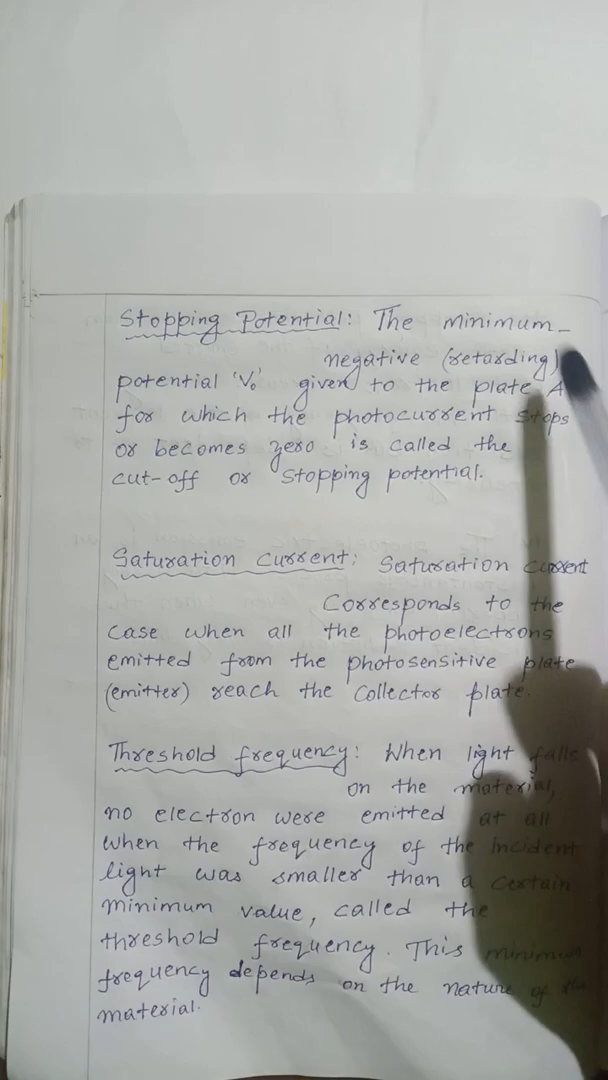 Stopping Potential: The minimum-
negative (retarding)
potential 'V₀' given to the plate A
for which the photocurrent stops
or becomes zero is called the
cut-off or stopping potential.
Saturation current: Saturation current
Corresponds to the
case when all the photoelectrons
emitted from the photosensitive plate
(emitter) reach the collector plate.
Threshold frequency: When light falls
on the material,
no electron were emitted at all
when the frequency of the incident
light was smaller than a certain
minimum value, called the
threshold frequency. This minimum
frequency depends on the nature of the
material.